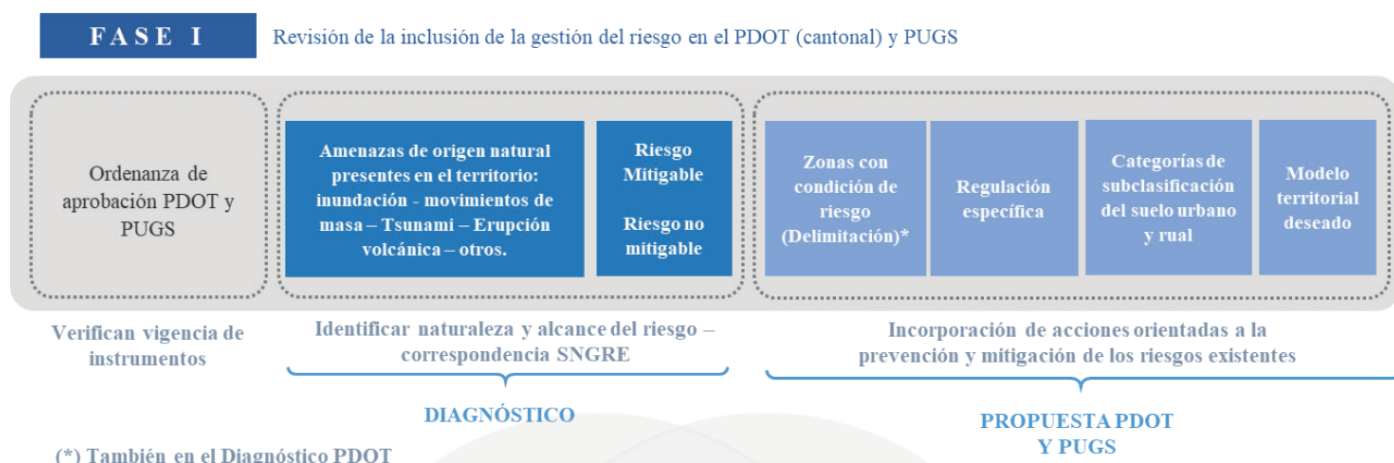 FASE I
Revisión de la inclusión de la gestión del riesgo en el PDOT (cantonal) y PUGS
Ordenanza de
aprobación PDOT y
PUGS
Amenazas de origen natural
presentes en el territorio:
inundación - movimientos de
masa – Tsunami – Erupción
volcánica – otros.
Riesgo
Mitigable
Riesgo no
mitigable
Zonas con
condición de
riesgo
(Delimitación)*
Regulación
específica
Categorías de
subclasificación
del suelo urbano
y rual
Modelo
territorial
deseado
Verifican vigencia de
instrumentos
Identificar naturaleza y alcance del riesgo –
correspondencia SNGRE
Incorporación de acciones orientadas a la
prevención y mitigación de los riesgos existentes
DIAGNÓSTICO
PROPUESTA PDOT
Y PUGS
(*) También en el Diagnóstico PDOT